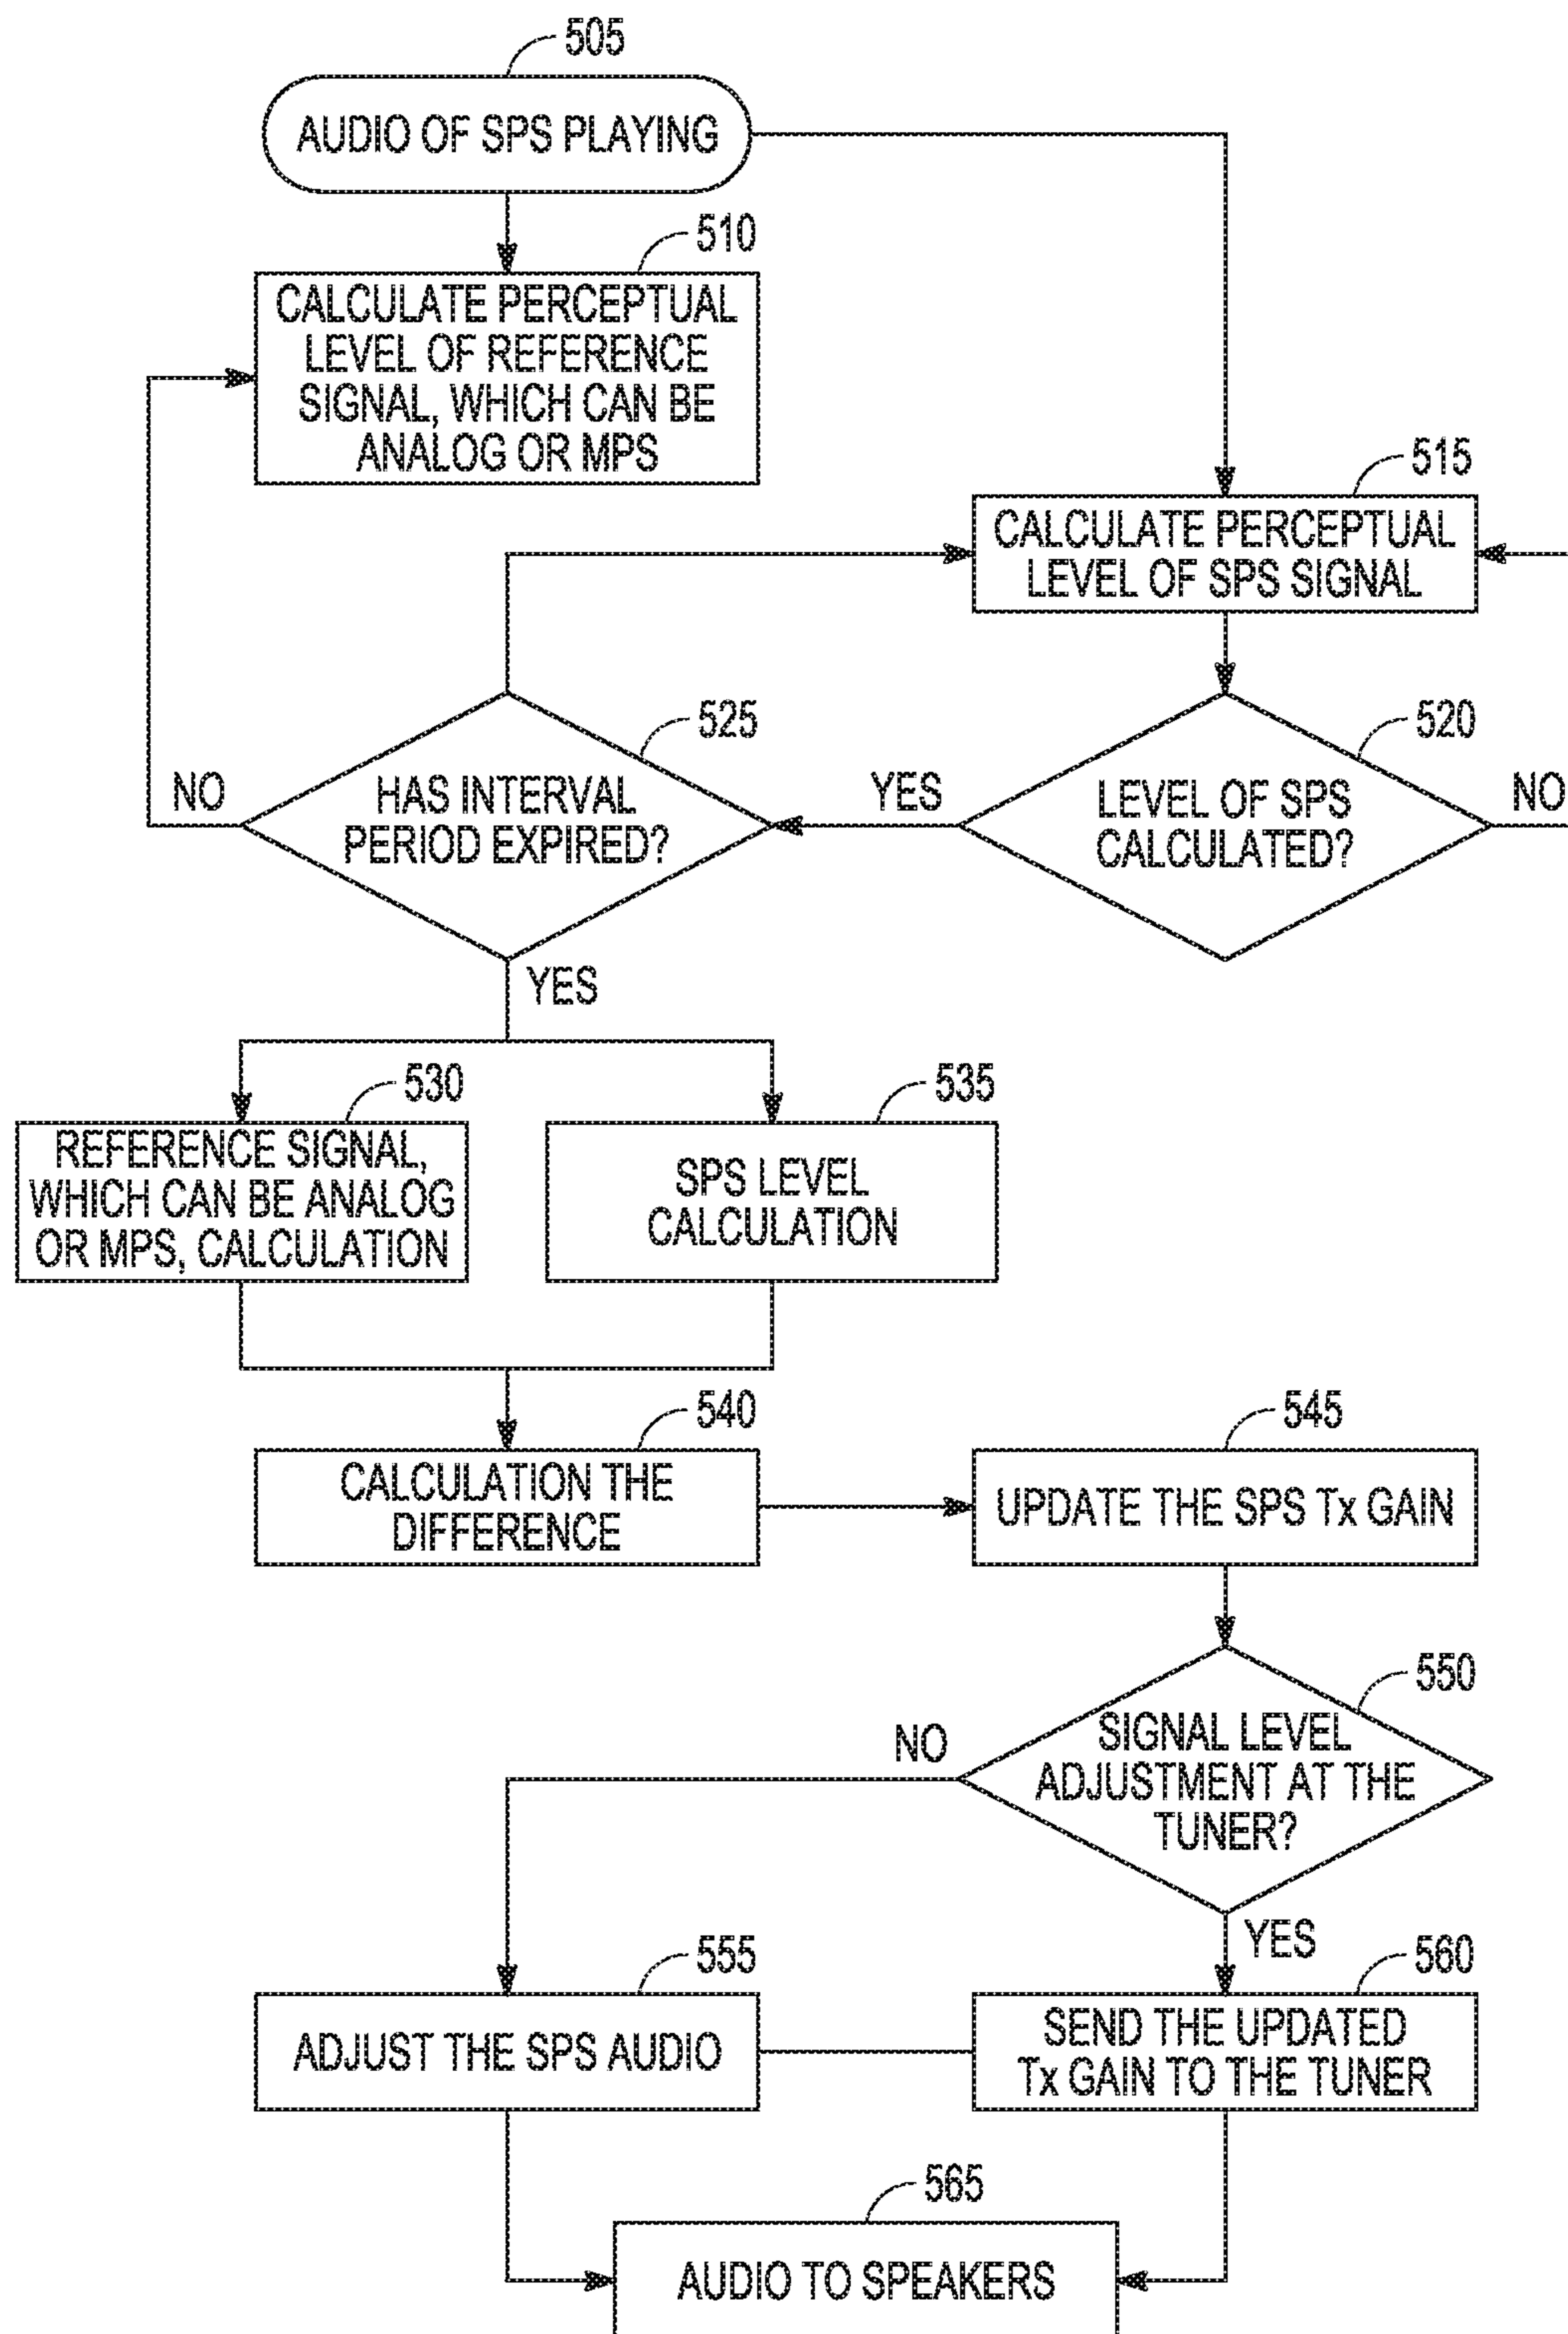 505
AUDIO OF SPS PLAYING
510
CALCULATE PERCEPTUAL
LEVEL OF REFERENCE
SIGNAL, WHICH CAN BE
ANALOG OR MPS
515
CALCULATE PERCEPTUAL
LEVEL OF SPS SIGNAL
525
NO
HAS INTERVAL
PERIOD EXPIRED?
YES
520
YES
LEVEL OF SPS
CALCULATED?
NO
530
REFERENCE SIGNAL,
WHICH CAN BE ANALOG
OR MPS, CALCULATION
535
SPS LEVEL
CALCULATION
540
CALCULATION THE
DIFFERENCE
545
UPDATE THE SPS Tx GAIN
550
NO
SIGNAL LEVEL
ADJUSTMENT AT THE
TUNER?
YES
555
ADJUST THE SPS AUDIO
560
SEND THE UPDATED
Tx GAIN TO THE TUNER
565
AUDIO TO SPEAKERS